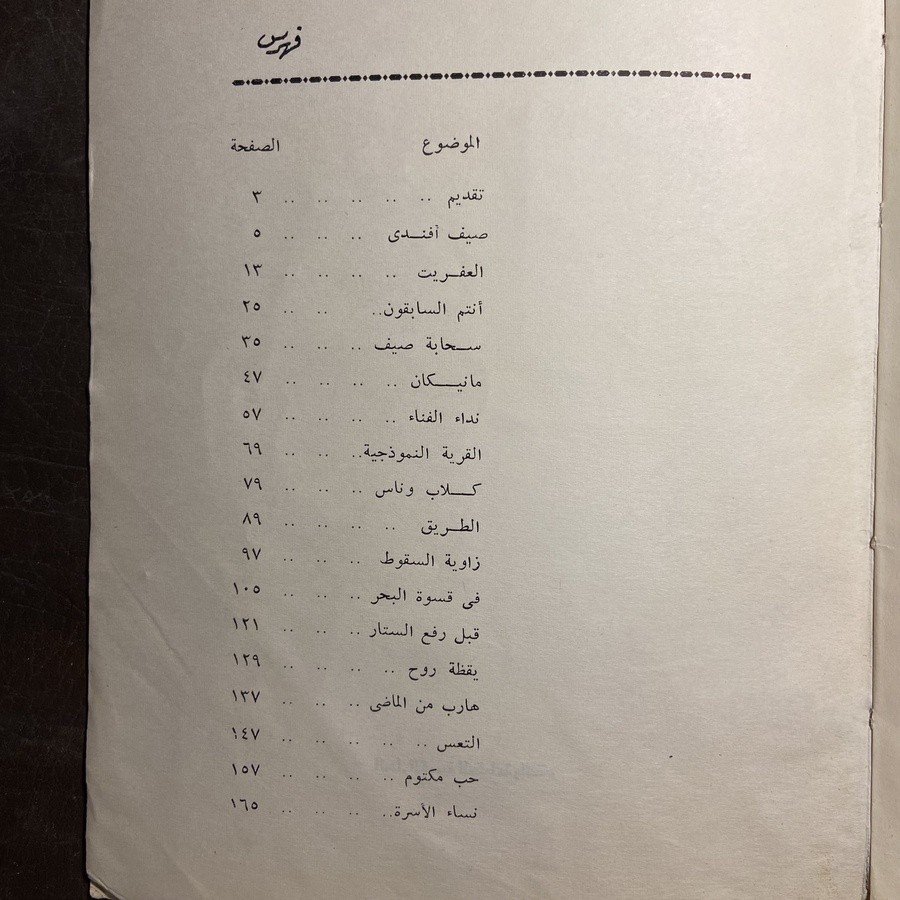 فهرس
الموضوع الصفحة
تقديم .. .. .. .. .. ٣
صيف أفندى .. .. .. ٥
العفريت .. .. .. .. ١٣
أنتم السابقون .. .. .. ٢٥
سحابة صيف .. .. .. ٣٥
مانيكان .. .. .. .. ٤٧
نداء الفناء .. .. .. .. ٥٧
القرية النموذجية .. .. .. ٦٩
كلاب وناس .. .. .. ٧٩
الطريق .. .. .. .. ٨٩
زاوية السقوط .. .. .. ٩٧
فى قسوة البحر .. .. .. ١٠٥
قبل رفع الستار .. .. .. ١٢١
يقظة روح .. .. .. .. ١٢٩
هارب من الماضى .. .. .. ١٣٧
التعس .. .. .. .. .. ١٤٧
حب مكتوم .. .. .. .. ١٥٧
نساء الأسرة .. .. .. .. ١٦٥